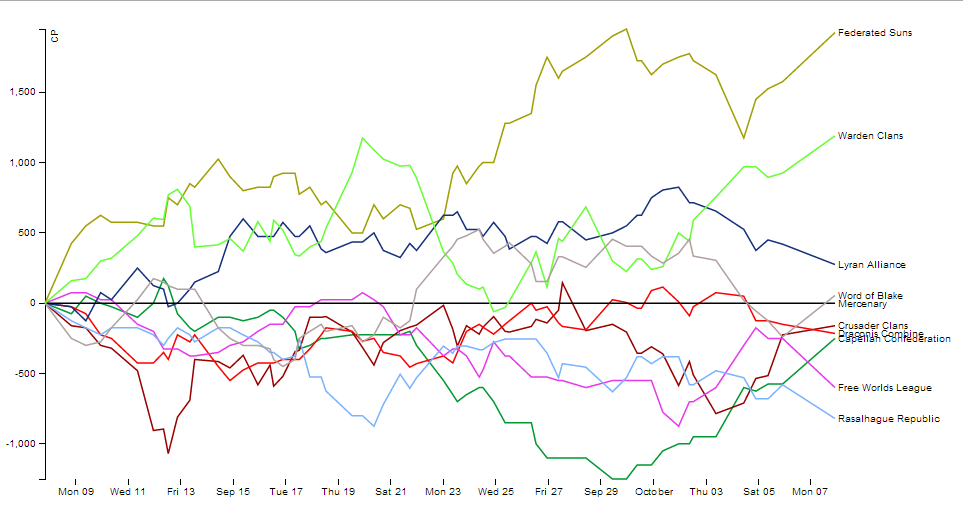 CP
Federated Suns
1,500
Warden Clans
1,000
500
Lyran Alliance
Word of Blake
0
Mercenary
Crusader Clans
Draconis Combine
Capellan Confederation
-500
Free Worlds League
Rasalhague Republic
-1,000
Mon 09 Wed 11 Fri 13 Sep 15 Tue 17 Thu 19 Sat 21 Mon 23 Wed 25 Fri 27 Sep 29 October Thu 03 Sat 05 Mon 07